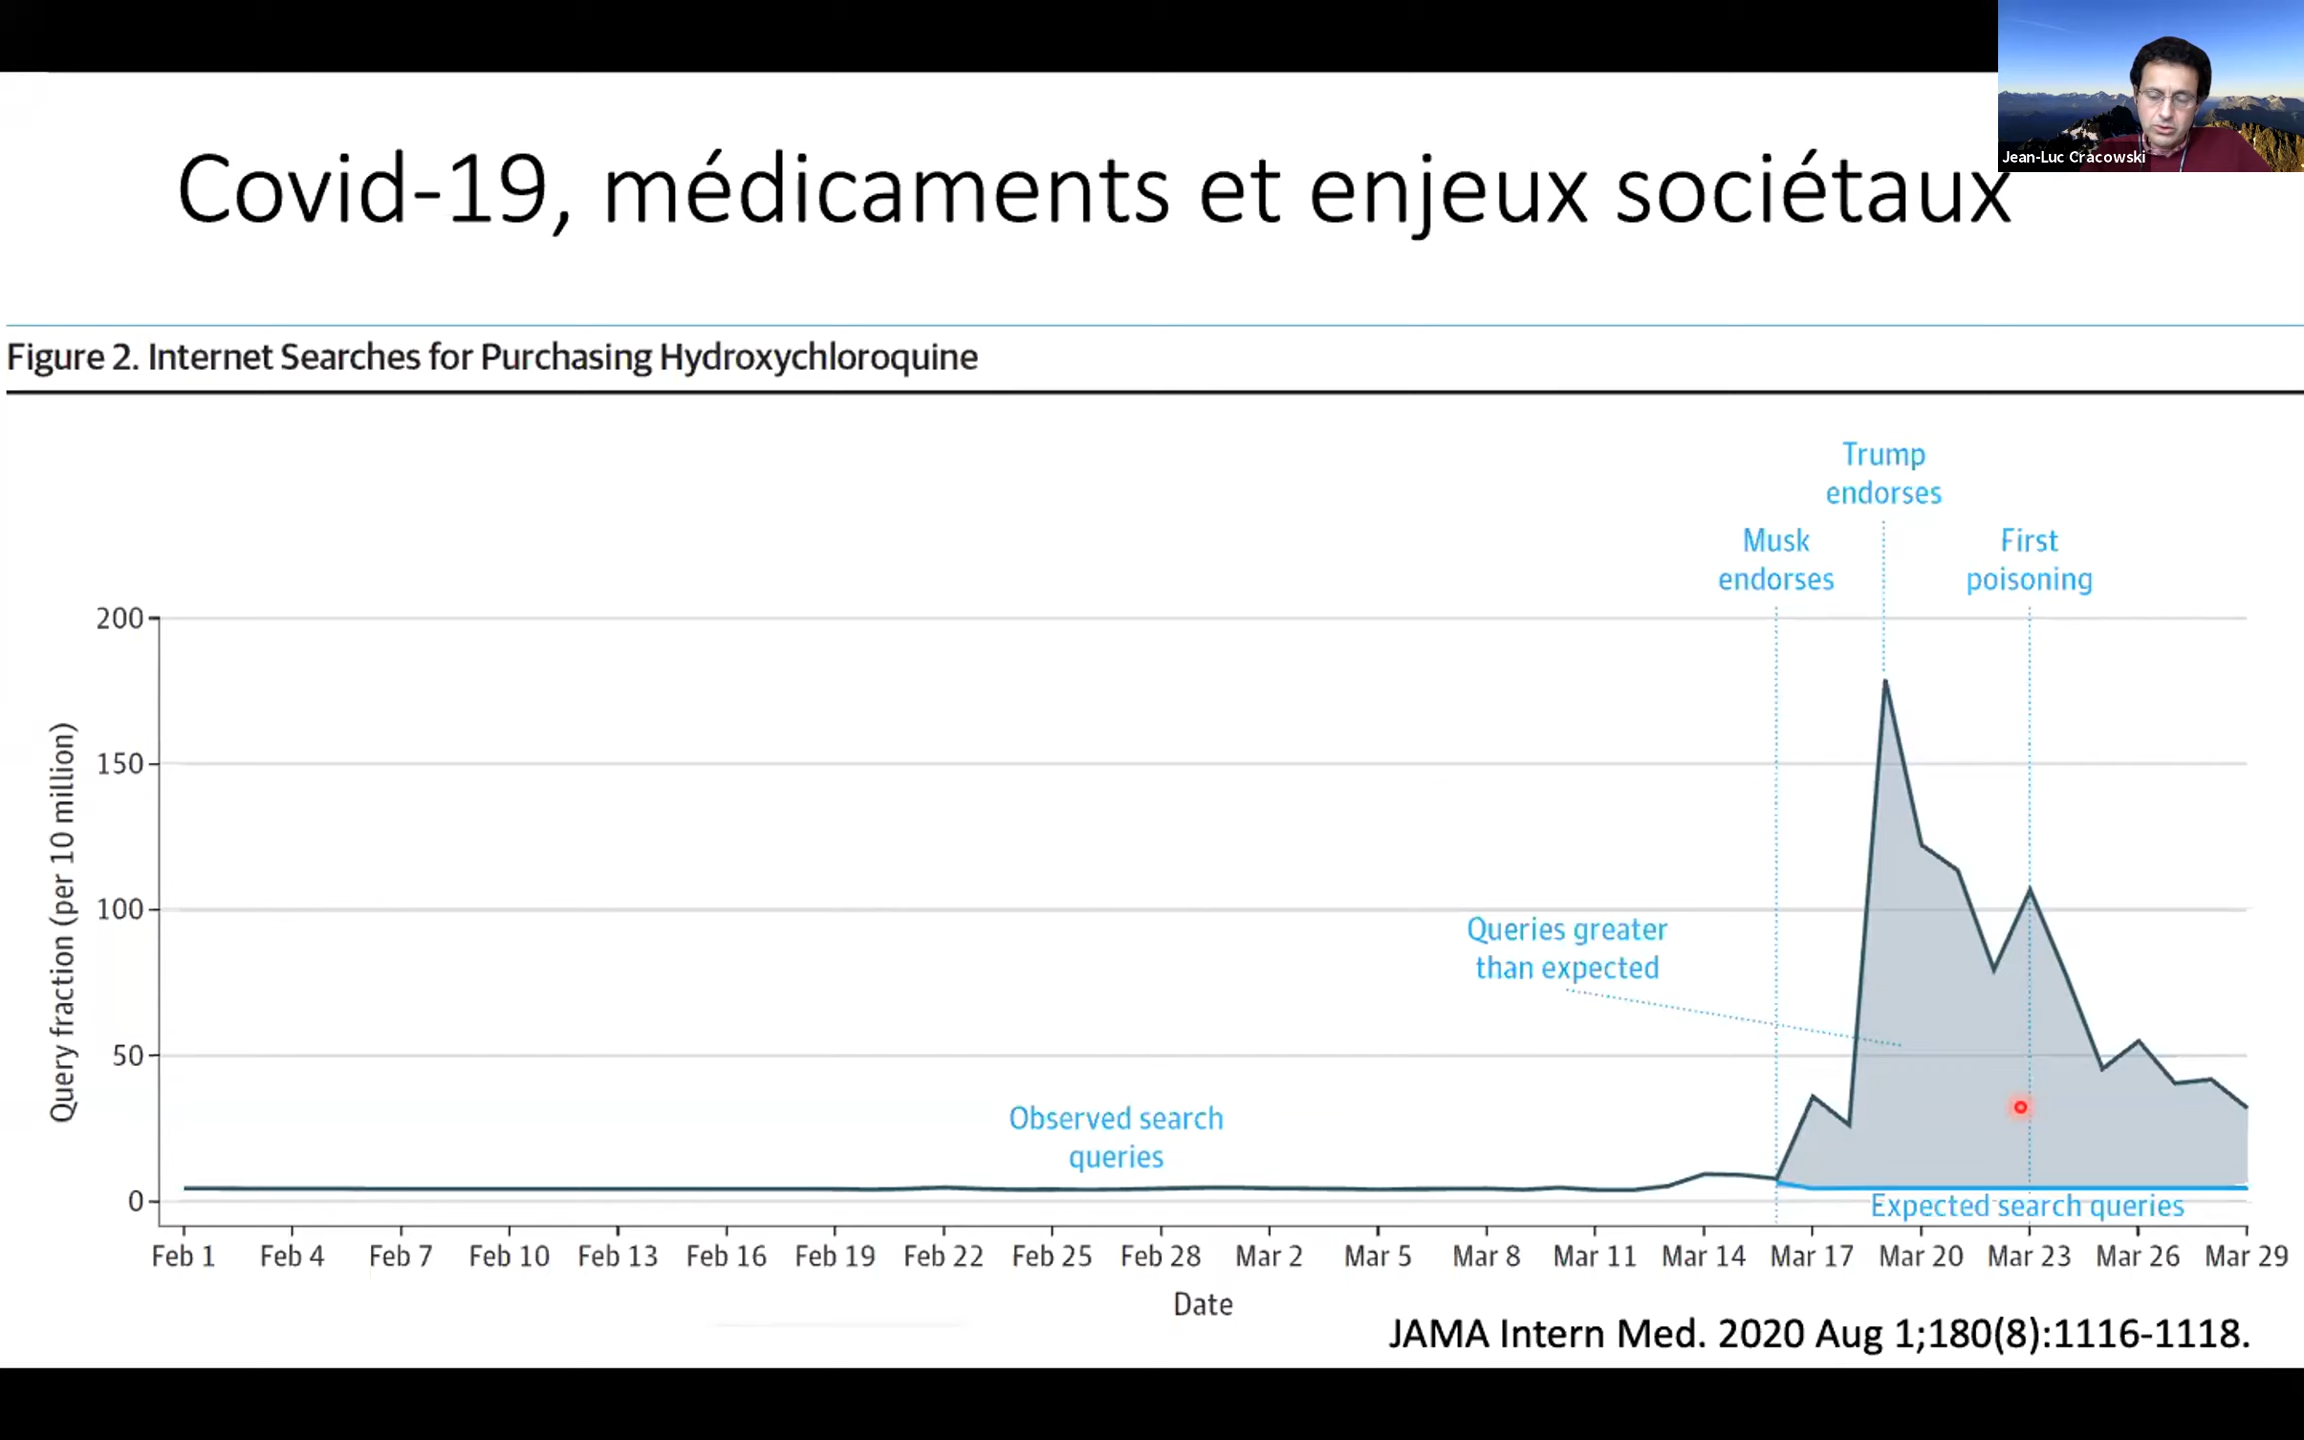 Jean-Luc Cracowski
Covid-19, médicaments et enjeux sociétaux
Figure 2. Internet Searches for Purchasing Hydroxychloroquine
Trump
endorses
Musk
endorses
First
poisoning
200
150
100
50
0
Query fraction (per 10 million)
Queries greater
than expected
Observed search
queries
Expected search queries
Feb 1 Feb 4 Feb 7 Feb 10 Feb 13 Feb 16 Feb 19 Feb 22 Feb 25 Feb 28 Mar 2 Mar 5 Mar 8 Mar 11 Mar 14 Mar 17 Mar 20 Mar 23 Mar 26 Mar 29
Date
JAMA Intern Med. 2020 Aug 1;180(8):1116-1118.